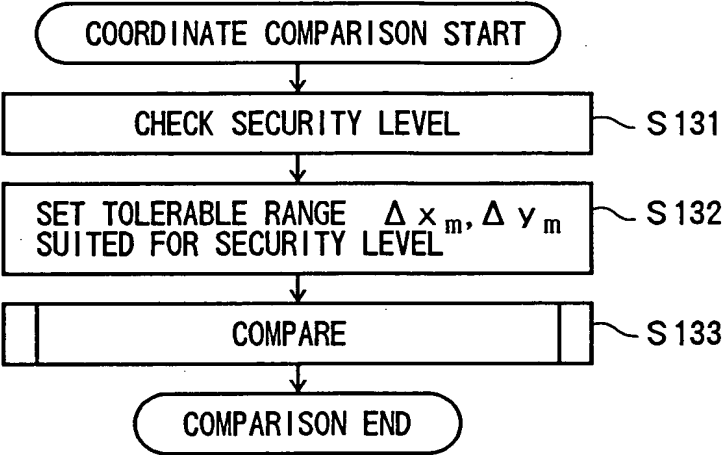 COORDINATE COMPARISON START
CHECK SECURITY LEVEL
S131
SET TOLERABLE RANGE Δxm, Δym
SUITED FOR SECURITY LEVEL
S132
COMPARE
S133
COMPARISON END